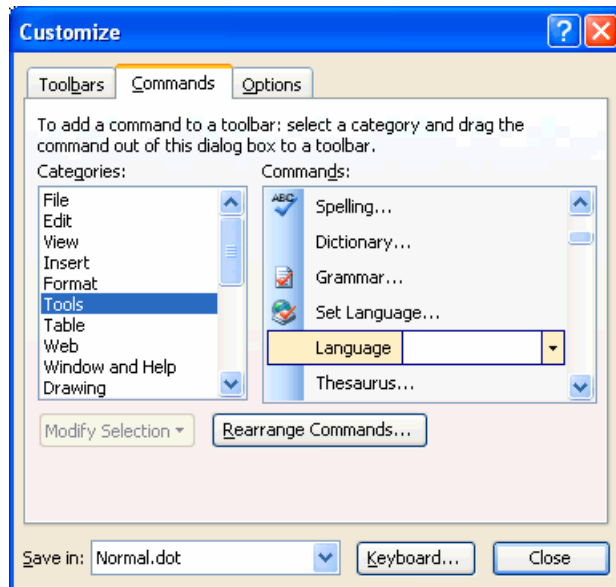 Customize
Toolbars Commands Options
To add a command to a toolbar: select a category and drag the
command out of this dialog box to a toolbar.
Categories:
File
Edit
View
Insert
Format
Tools
Table
Web
Window and Help
Drawing
Commands:
ABC Spelling...
Dictionary...
Grammar...
Set Language...
Language
Thesaurus...
Modify Selection Rearrange Commands...
Save in: Normal.dot Keyboard... Close